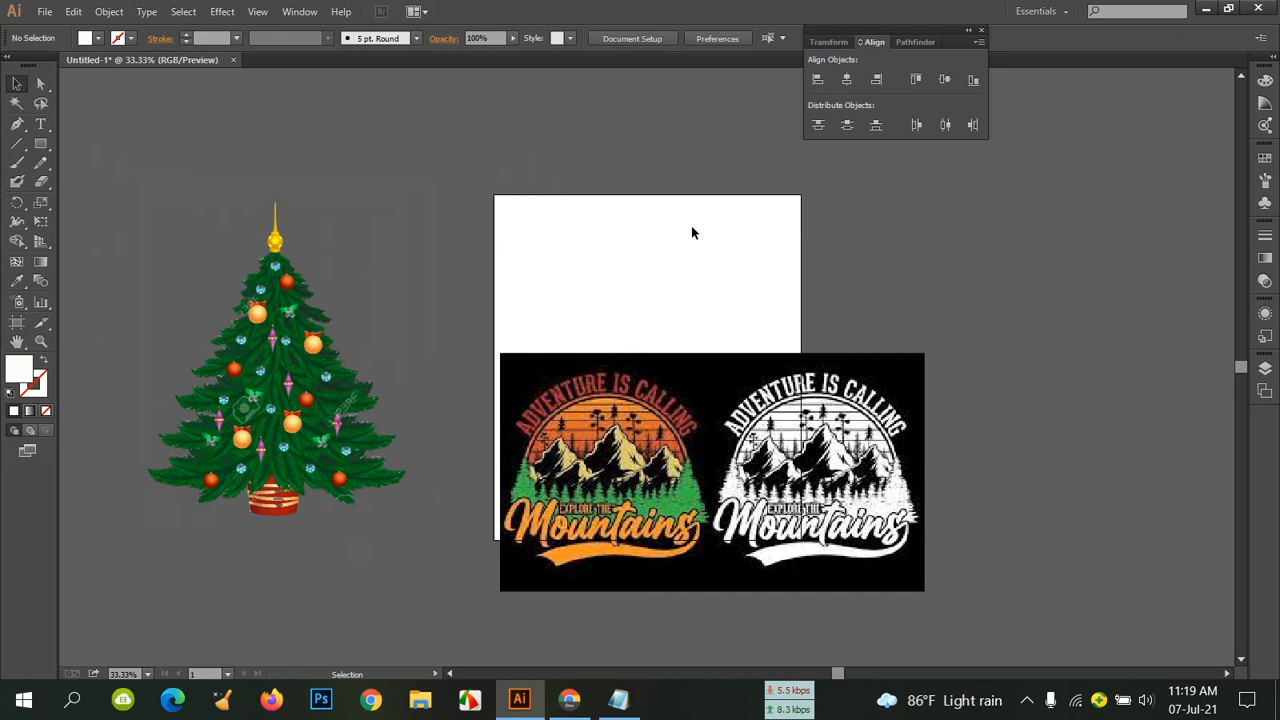 Ai File Edit Object Type Select Effect View Window Help Br Essentials
No Selection Stroke: 5 pt. Round Opacity: 100% Style: Document Setup Preferences
Transform Align Pathfinder
Untitled-1* @ 33.33% (RGB/Preview) ×
Align Objects:
Distribute Objects:
ADVENTURE IS CALLING
EXPLORE THE
Mountains
ADVENTURE IS CALLING
EXPLORE THE
Mountains
33.33% 1 Selection
Ps Ai 5.5 kbps 86°F Light rain 11:19 AM
8.3 kbps 07-Jul-21